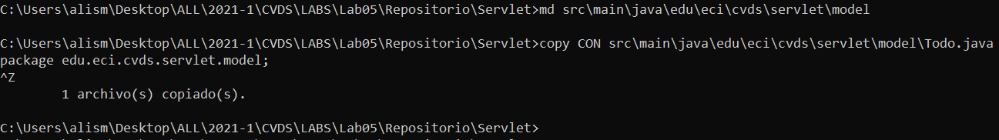 C:\Users\alism\Desktop\ALL\2021-1\CVDS\LABS\Lab05\Repositorio\Servlet>md src\main\java\edu\eci\cvds\servlet\model
C:\Users\alism\Desktop\ALL\2021-1\CVDS\LABS\Lab05\Repositorio\Servlet>copy CON src\main\java\edu\eci\cvds\servlet\model\Todo.java
package edu.eci.cvds.servlet.model;
^Z
        1 archivo(s) copiado(s).
C:\Users\alism\Desktop\ALL\2021-1\CVDS\LABS\Lab05\Repositorio\Servlet>